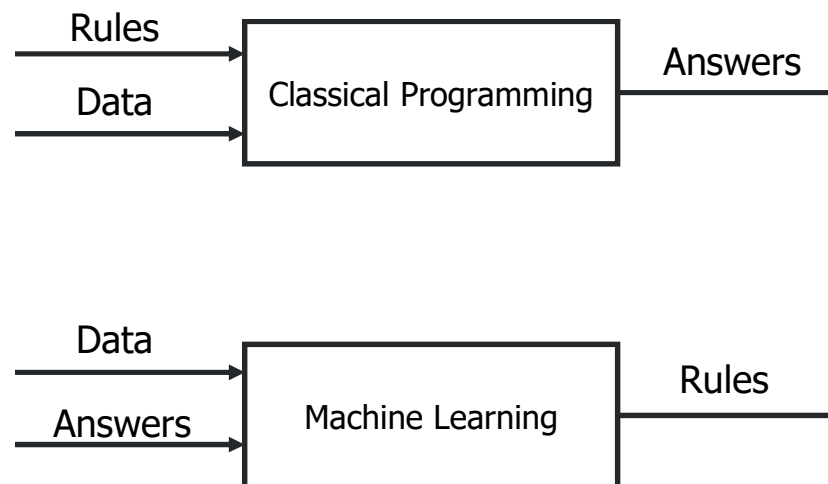 Rules
Data
Classical Programming
Answers
Data
Answers
Machine Learning
Rules